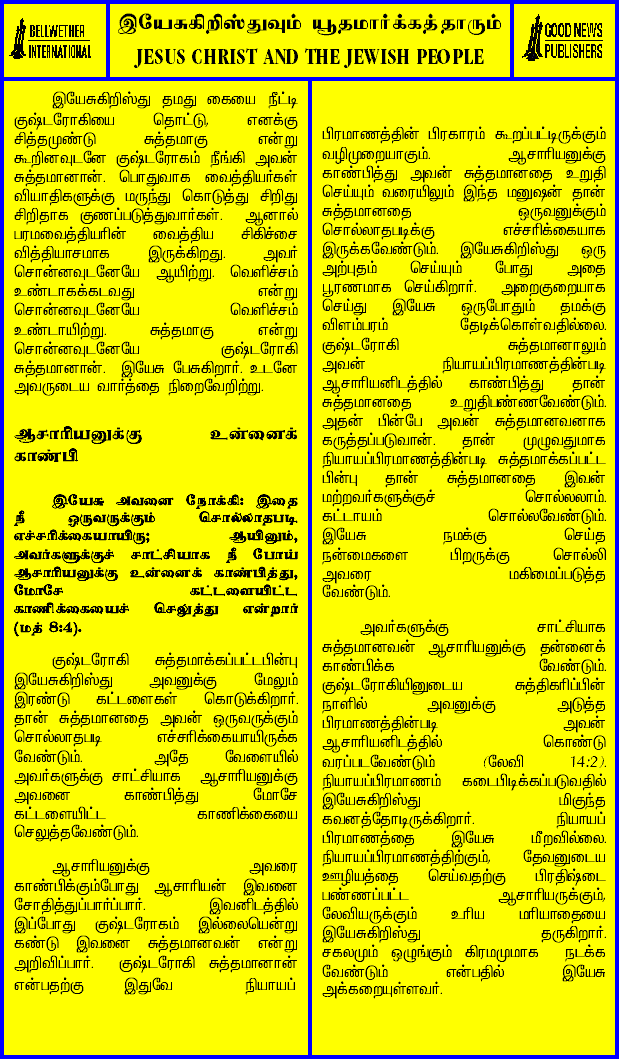 BELLWETHER
INTERNATIONAL
இயேசுகிறிஸ்துவும் யூதமார்க்கத்தாரும்
JESUS CHRIST AND THE JEWISH PEOPLE
GOOD NEWS
PUBLISHERS
இயேசுகிறிஸ்து தமது கையை நீட்டி
குஷ்டரோகியை தொட்டு, எனக்கு
சித்தமுண்டு சுத்தமாகு என்று
கூறினவுடனே குஷ்டரோகம் நீங்கி அவன்
சுத்தமானான். பொதுவாக வைத்தியர்கள்
வியாதிகளுக்கு மருந்து கொடுத்து சிறிது
சிறிதாக குணப்படுத்துவார்கள். ஆனால்
பரமவைத்தியரின் வைத்திய சிகிச்சை
வித்தியாசமாக இருக்கிறது. அவர்
சொன்னவுடனேயே ஆயிற்று. வெளிச்சம்
உண்டாகக்கடவது என்று
சொன்னவுடனேயே வெளிச்சம்
உண்டாயிற்று. சுத்தமாகு என்று
சொன்னவுடனேயே குஷ்டரோகி
சுத்தமானான். இயேசு பேசுகிறார். உடனே
அவருடைய வார்த்தை நிறைவேறிற்று.
ஆசாரியனுக்கு உன்னைக்
காண்பி
இயேசு அவனை நோக்கி: இதை
நீ ஒருவருக்கும் சொல்லாதபடி
எச்சரிக்கையாயிரு; ஆயினும்,
அவர்களுக்குச் சாட்சியாக நீ போய்
ஆசாரியனுக்கு உன்னைக் காண்பித்து,
மோசே கட்டளையிட்ட
காணிக்கையைச் செலுத்து என்றார்
(மத் 8:4).
குஷ்டரோகி சுத்தமாக்கப்பட்டபின்பு
இயேசுகிறிஸ்து அவனுக்கு மேலும்
இரண்டு கட்டளைகள் கொடுக்கிறார்.
தான் சுத்தமானதை அவன் ஒருவருக்கும்
சொல்லாதபடி எச்சரிக்கையாயிருக்க
வேண்டும். அதே வேளையில்
அவர்களுக்கு சாட்சியாக ஆசாரியனுக்கு
அவனை காண்பித்து மோசே
கட்டளையிட்ட காணிக்கையை
செலுத்தவேண்டும்.
ஆசாரியனுக்கு அவரை
காண்பிக்கும்போது ஆசாரியன் இவனை
சோதித்துப்பார்ப்பார். இவனிடத்தில்
இப்போது குஷ்டரோகம் இல்லையென்று
கண்டு இவனை சுத்தமானவன் என்று
அறிவிப்பார். குஷ்டரோகி சுத்தமானான்
என்பதற்கு இதுவே நியாயப்
பிரமாணத்தின் பிரகாரம் கூறப்பட்டிருக்கும்
வழிமுறையாகும். ஆசாரியனுக்கு
காண்பித்து அவன் சுத்தமானதை உறுதி
செய்யும் வரையிலும் இந்த மனுஷன் தான்
சுத்தமானதை ஒருவனுக்கும்
சொல்லாதபடிக்கு எச்சரிக்கையாக
இருக்கவேண்டும். இயேசுகிறிஸ்து ஒரு
அற்புதம் செய்யும் போது அதை
பூரணமாக செய்கிறார். அறைகுறையாக
செய்து இயேசு ஒருபோதும் தமக்கு
விளம்பரம் தேடிக்கொள்வதில்லை.
குஷ்டரோகி சுத்தமானாலும்
அவன் நியாயப்பிரமாணத்தின்படி
ஆசாரியனிடத்தில் காண்பித்து தான்
சுத்தமானதை உறுதிபண்ணவேண்டும்.
அதன் பின்பே அவன் சுத்தமானவனாக
கருத்தப்படுவான். தான் முழுவதுமாக
நியாயப்பிரமாணத்தின்படி சுத்தமாக்கப்பட்ட
பின்பு தான் சுத்தமானதை இவன்
மற்றவர்களுக்குச் சொல்லலாம்.
கட்டாயம் சொல்லவேண்டும்.
இயேசு நமக்கு செய்த
நன்மைகளை பிறருக்கு சொல்லி
அவரை மகிமைப்படுத்த
வேண்டும்.
அவர்களுக்கு சாட்சியாக
சுத்தமானவன் ஆசாரியனுக்கு தன்னைக்
காண்பிக்க வேண்டும்.
குஷ்டரோகியினுடைய சுத்திகரிப்பின்
நாளில் அவனுக்கு அடுத்த
பிரமாணத்தின்படி அவன்
ஆசாரியனிடத்தில் கொண்டு
வரப்படவேண்டும் (லேவி 14:2).
நியாயப்பிரமாணம் கடைபிடிக்கப்படுவதில்
இயேசுகிறிஸ்து மிகுந்த
கவனத்தோடிருக்கிறார். நியாயப்
பிரமாணத்தை இயேசு மீறவில்லை.
நியாயப்பிரமாணத்திற்கும், தேவனுடைய
ஊழியத்தை செய்வதற்கு பிரதிஷ்டை
பண்ணப்பட்ட ஆசாரியருக்கும்,
லேவியருக்கும் உரிய மரியாதையை
இயேசுகிறிஸ்து தருகிறார்.
சகலமும் ஒழுங்கும் கிரமமுமாக நடக்க
வேண்டும் என்பதில் இயேசு
அக்கறையுள்ளவர்.